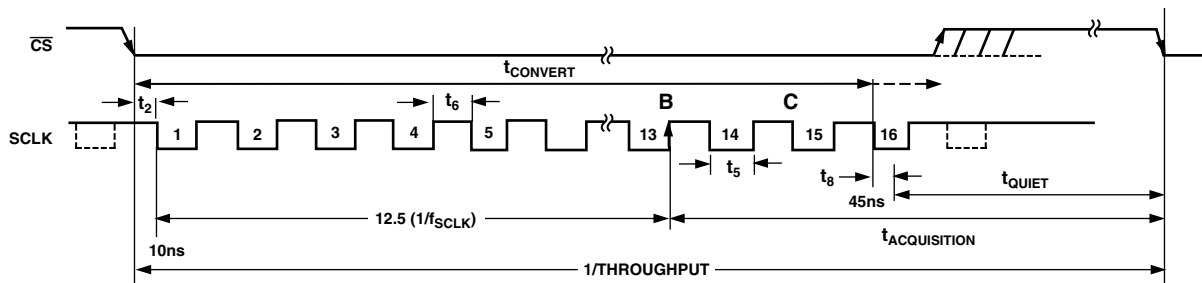 CS
tCONVERT
t2
t6
B
C
SCLK
1
2
3
4
5
13
14
15
16
t5
t8
tQUIET
45ns
12.5 (1/fSCLK)
tACQUISITION
10ns
1/THROUGHPUT